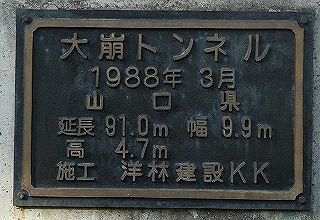 大崩トンネル
1988年 3月
山口県
延長 91.0m 幅 9.9m
高 4.7m
施工 洋林建設KK